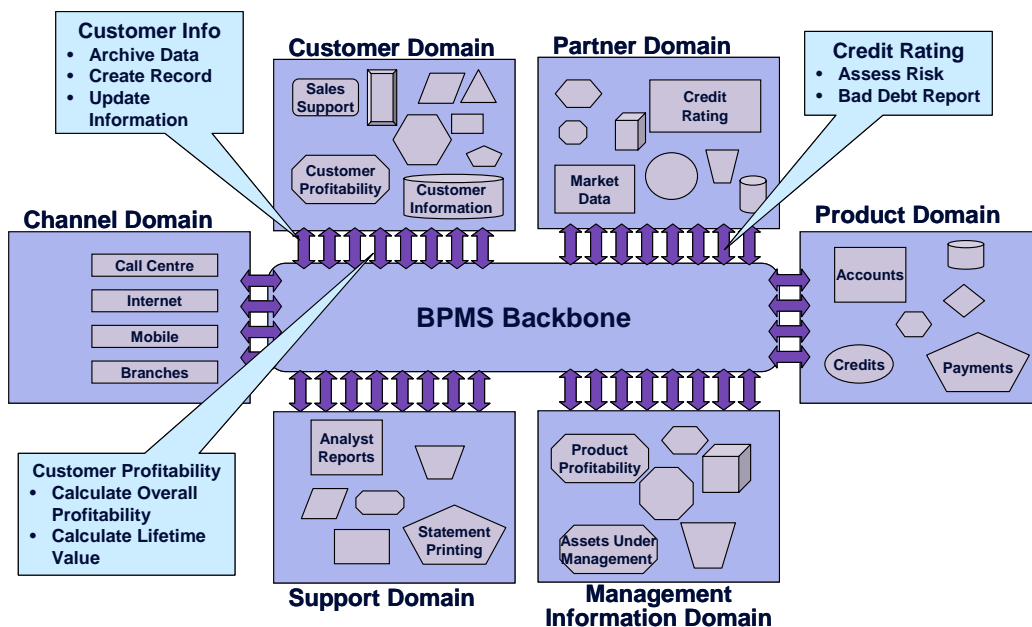 Customer Info
• Archive Data
• Create Record
• Update
Information
Customer Domain
Sales
Support
Customer
Profitability
Customer
Information
Partner Domain
Credit
Rating
Market
Data
Credit Rating
• Assess Risk
• Bad Debt Report
Channel Domain
Call Centre
Internet
Mobile
Branches
BPMS Backbone
Product Domain
Accounts
Credits
Payments
Customer Profitability
• Calculate Overall
Profitability
• Calculate Lifetime
Value
Analyst
Reports
Statement
Printing
Support Domain
Product
Profitability
Assets Under
Management
Management
Information Domain